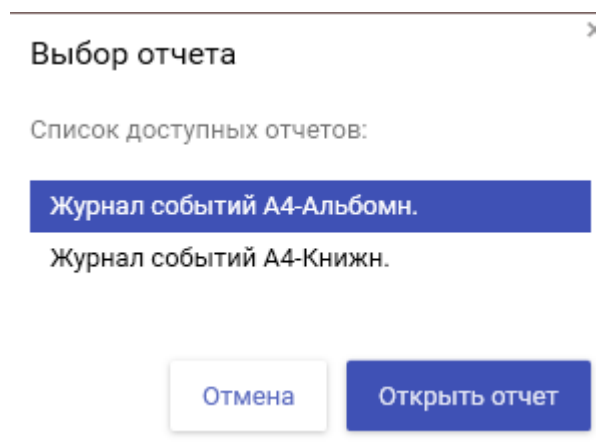 Выбор отчета
Список доступных отчетов:
Журнал событий А4-Альбомн.
Журнал событий А4-Книжн.
Отмена
Открыть отчет